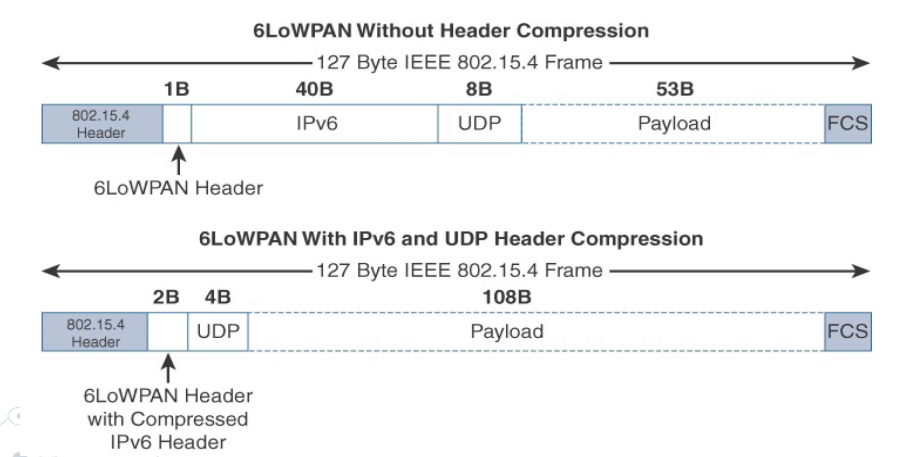 6LoWPAN Without Header Compression
127 Byte IEEE 802.15.4 Frame
1B 40B 8B 53B
802.15.4
Header
IPv6 UDP Payload FCS
6LoWPAN Header
6LoWPAN With IPv6 and UDP Header Compression
127 Byte IEEE 802.15.4 Frame
2B 4B 108B
802.15.4
Header
UDP Payload FCS
6LoWPAN Header
with Compressed
IPv6 Header